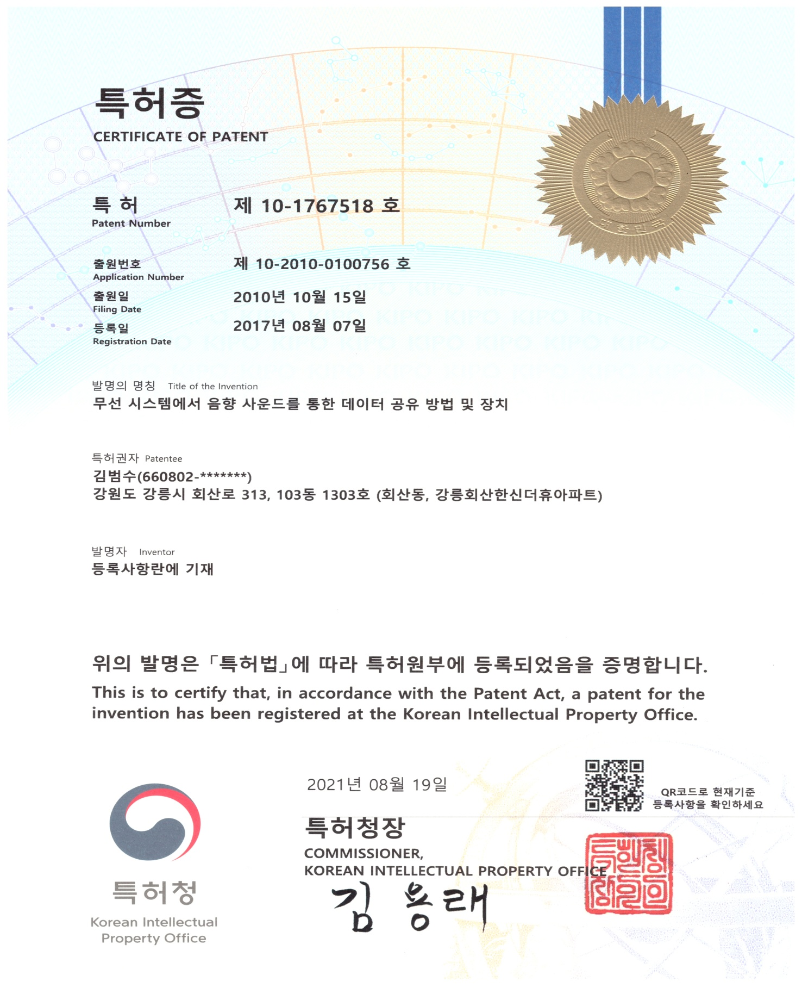 특허증
CERTIFICATE OF PATENT
특 허 제 10-1767518 호
Patent Number
출원번호 제 10-2010-0100756 호
Application Number
출원일 2010년 10월 15일
Filing Date
등록일 2017년 08월 07일
Registration Date
발명의 명칭 Title of the Invention
무선 시스템에서 음향 사운드를 통한 데이터 공유 방법 및 장치
특허권자 Patentee
김범수(660802-*******)
강원도 강릉시 회산로 313, 103동 1303호 (회산동, 강릉회산한신더휴아파트)
발명자 Inventor
등록사항란에 기재
위의 발명은 「특허법」에 따라 특허원부에 등록되었음을 증명합니다.
This is to certify that, in accordance with the Patent Act, a patent for the
invention has been registered at the Korean Intellectual Property Office.
2021년 08월 19일
QR코드로 현재기준
등록사항을 확인하세요
특허청장
COMMISSIONER,
KOREAN INTELLECTUAL PROPERTY OFFICE
김용래
특허청
Korean Intellectual
Property Office
대한민국